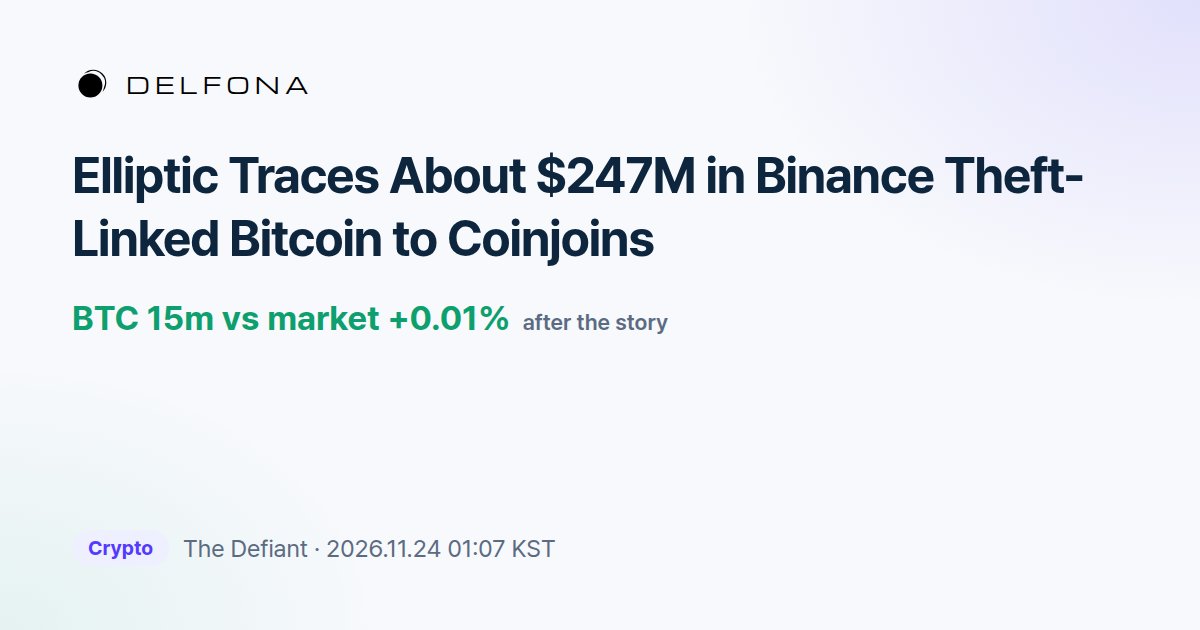 DELFONA
Elliptic Traces About $247M in Binance Theft-
Linked Bitcoin to Coinjoins
BTC 15m vs market +0.01% after the story
Crypto The Defiant · 2026.11.24 01:07 KST